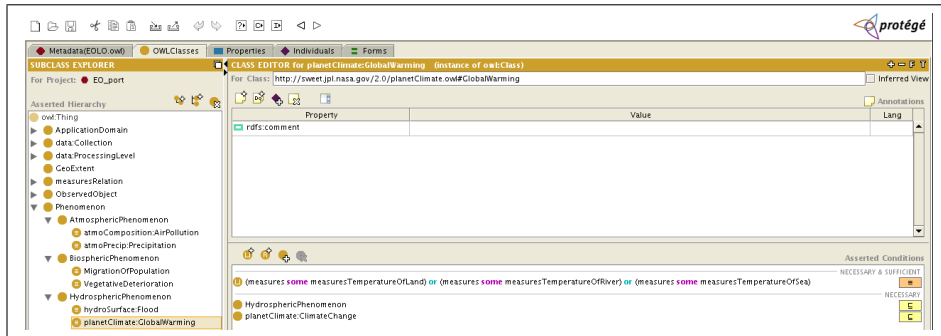 protégé
Metadata(EOLO.owl) OWLClasses Properties Individuals Forms
SUBCLASS EXPLORER
CLASS EDITOR for planetClimate:GlobalWarming (instance of owl:Class)
For Project: EO_port
For Class: http://sweet.jpl.nasa.gov/2.0/planetClimate.owl#GlobalWarming
Inferred View
Asserted Hierarchy
Annotations
Property Value Lang
rdfs:comment
owl:Thing
ApplicationDomain
data:Collection
data:ProcessingLevel
GeoExtent
measuresRelation
ObservedObject
Phenomenon
AtmosphericPhenomenon
atmoComposition:AirPollution
atmoPrecip:Precipitation
BiosphericPhenomenon
MigrationOfPopulation
VegetativeDeterioration
HydrosphericPhenomenon
hydroSurface:Flood
planetClimate:GlobalWarming
Asserted Conditions
NECESSARY & SUFFICIENT
(measures some measuresTemperatureOfLand) or (measures some measuresTemperatureOfRiver) or (measures some measuresTemperatureOfSea)
NECESSARY
HydrosphericPhenomenon
planetClimate:ClimateChange